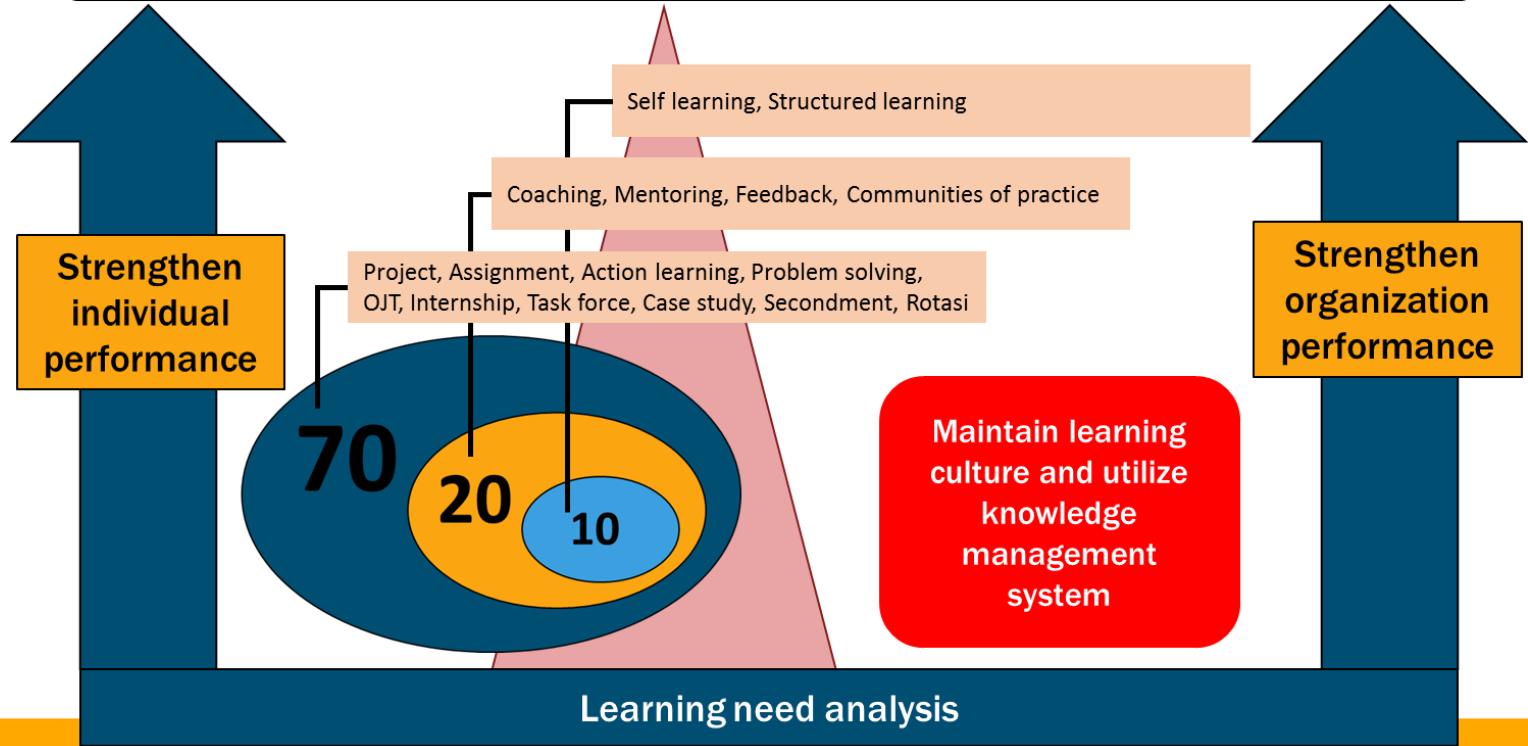 Self learning, Structured learning
Coaching, Mentoring, Feedback, Communities of practice
Project, Assignment, Action learning, Problem solving,
OJT, Internship, Task force, Case study, Secondment, Rotasi
Strengthen
individual
performance
Strengthen
organization
performance
70
20
10
Maintain learning
culture and utilize
knowledge
management
system
Learning need analysis